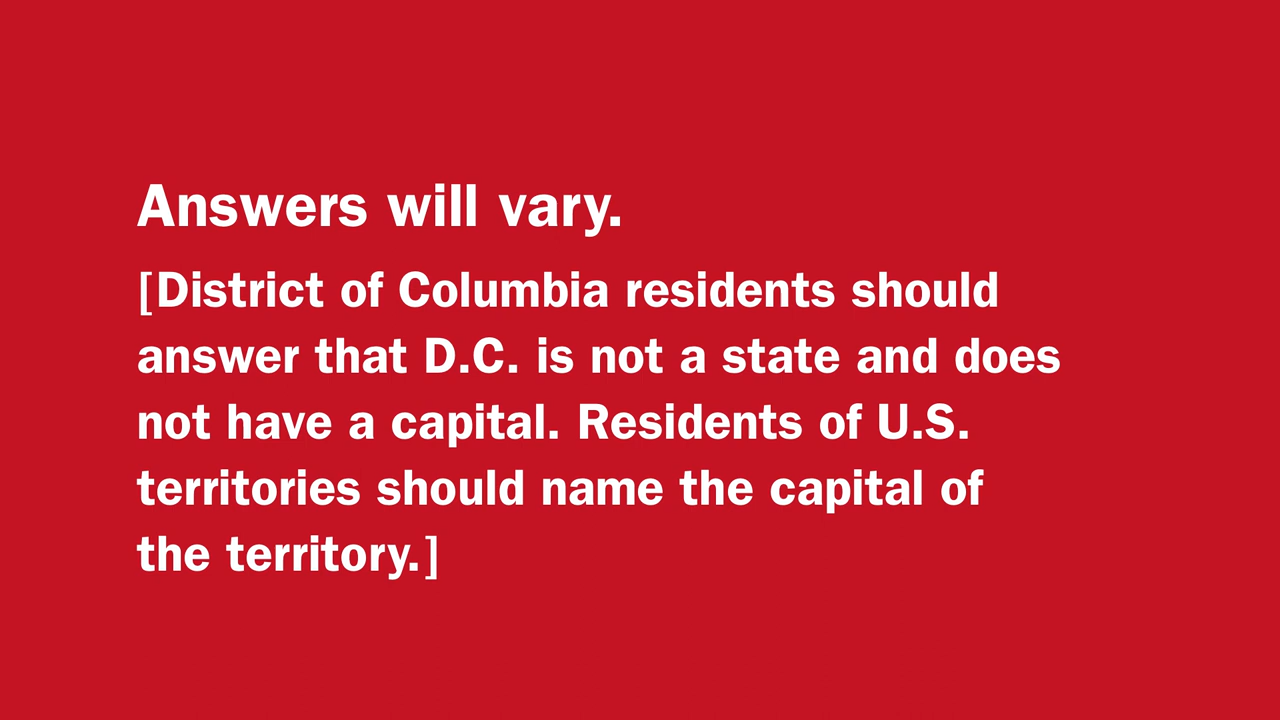 Answers will vary.
[District of Columbia residents should
answer that D.C. is not a state and does
not have a capital. Residents of U.S.
territories should name the capital of
the territory.]